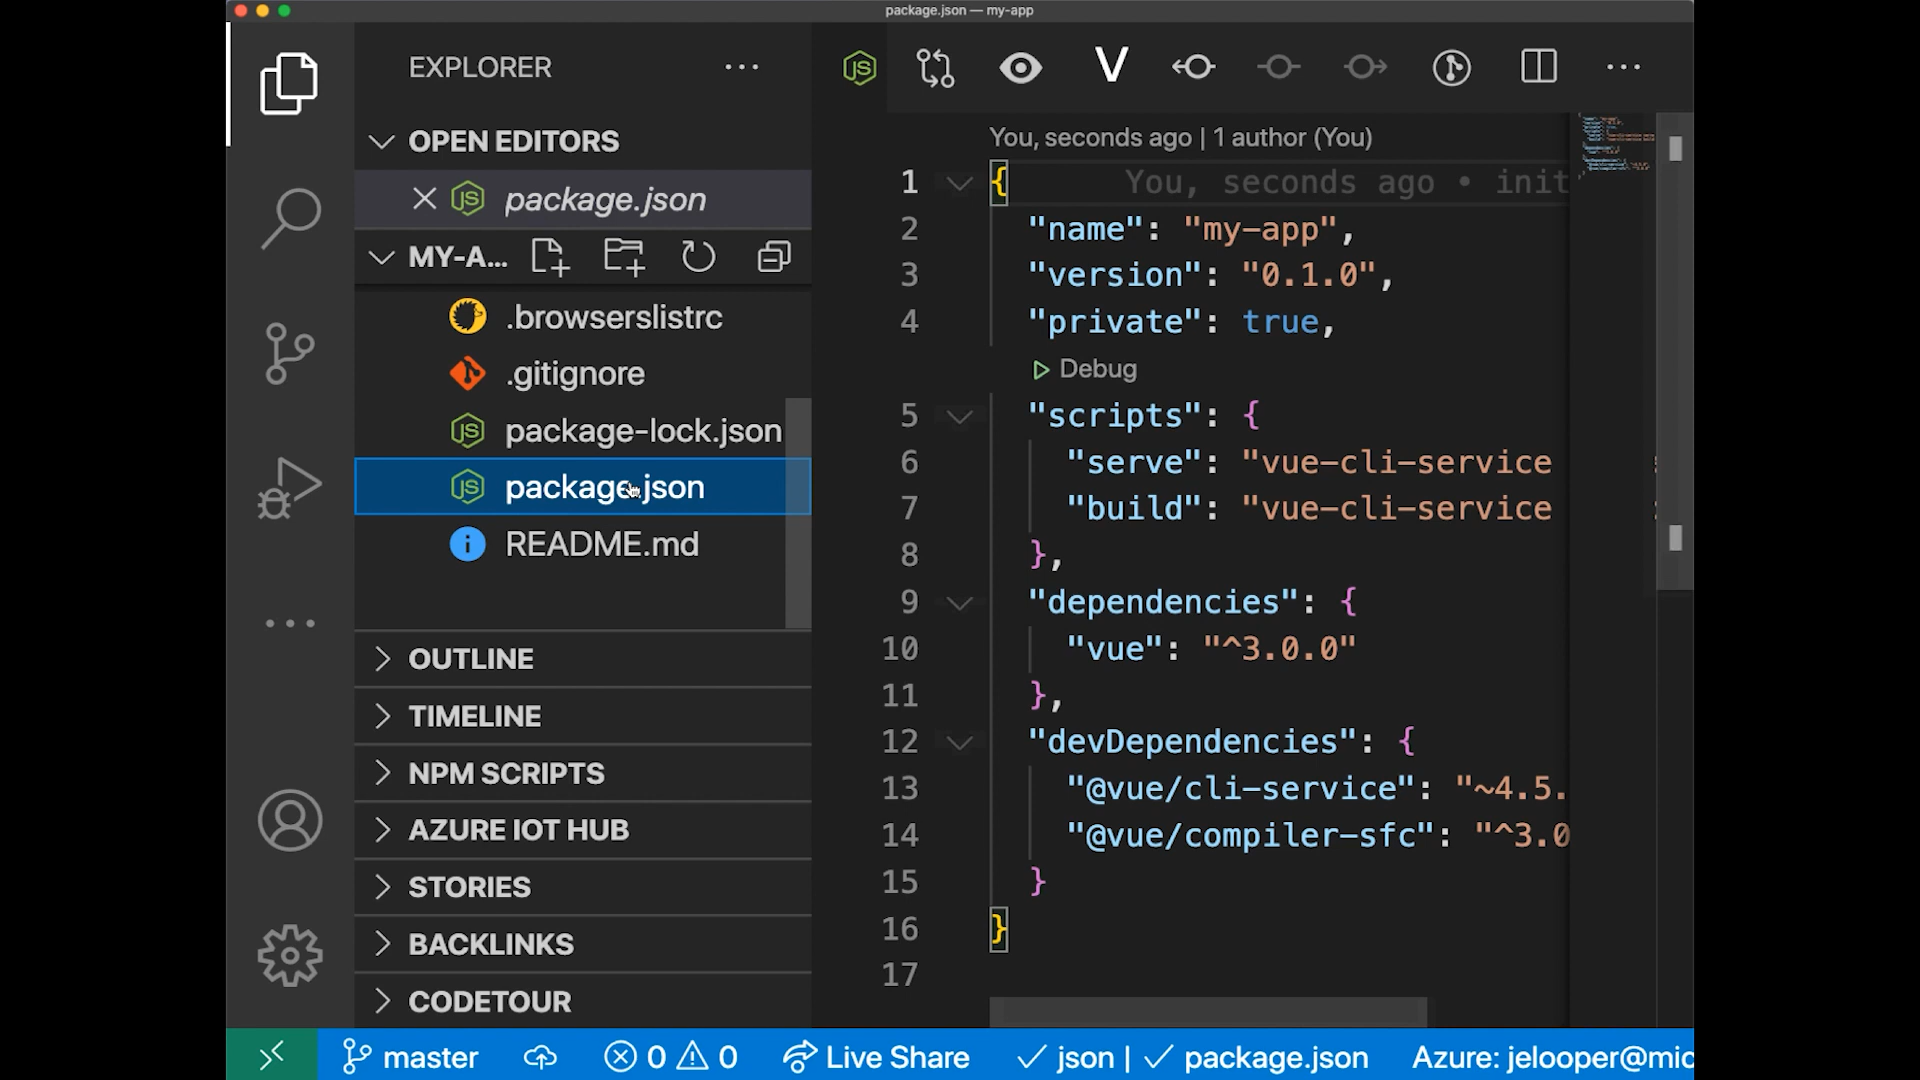 package.json — my-app
EXPLORER
OPEN EDITORS
package.json
MY-A...
.browserslistrc
.gitignore
package-lock.json
package.json
README.md
OUTLINE
TIMELINE
NPM SCRIPTS
AZURE IOT HUB
STORIES
BACKLINKS
CODETOUR
You, seconds ago | 1 author (You)
1 { You, seconds ago • init
2 "name": "my-app",
3 "version": "0.1.0",
4 "private": true,
Debug
5 "scripts": {
6 "serve": "vue-cli-service
7 "build": "vue-cli-service
8 },
9 "dependencies": {
10 "vue": "^3.0.0"
11 },
12 "devDependencies": {
13 "@vue/cli-service": "~4.5.
14 "@vue/compiler-sfc": "^3.0
15 }
16 }
17
master 0 0 Live Share ✓ json | ✓ package.json Azure: jelooper@mic